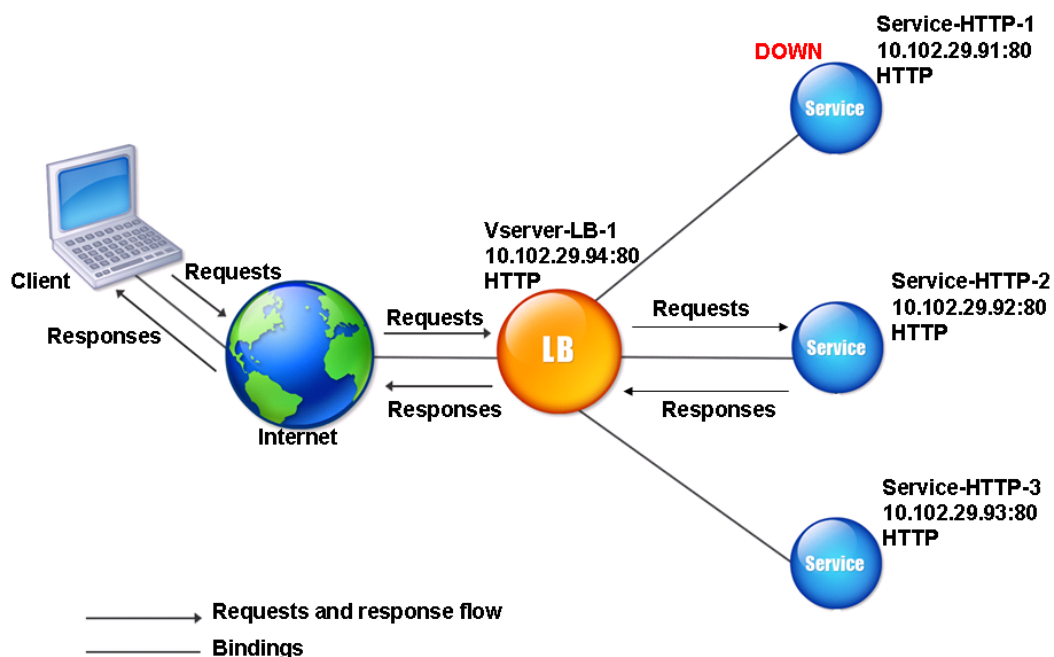 Service-HTTP-1
10.102.29.91:80
HTTP
DOWN
Service
Vserver-LB-1
10.102.29.94:80
HTTP
Client
Requests
Responses
Internet
Requests
Responses
LB
Requests
Responses
Service-HTTP-2
10.102.29.92:80
HTTP
Service
Service-HTTP-3
10.102.29.93:80
HTTP
Service
Requests and response flow
Bindings